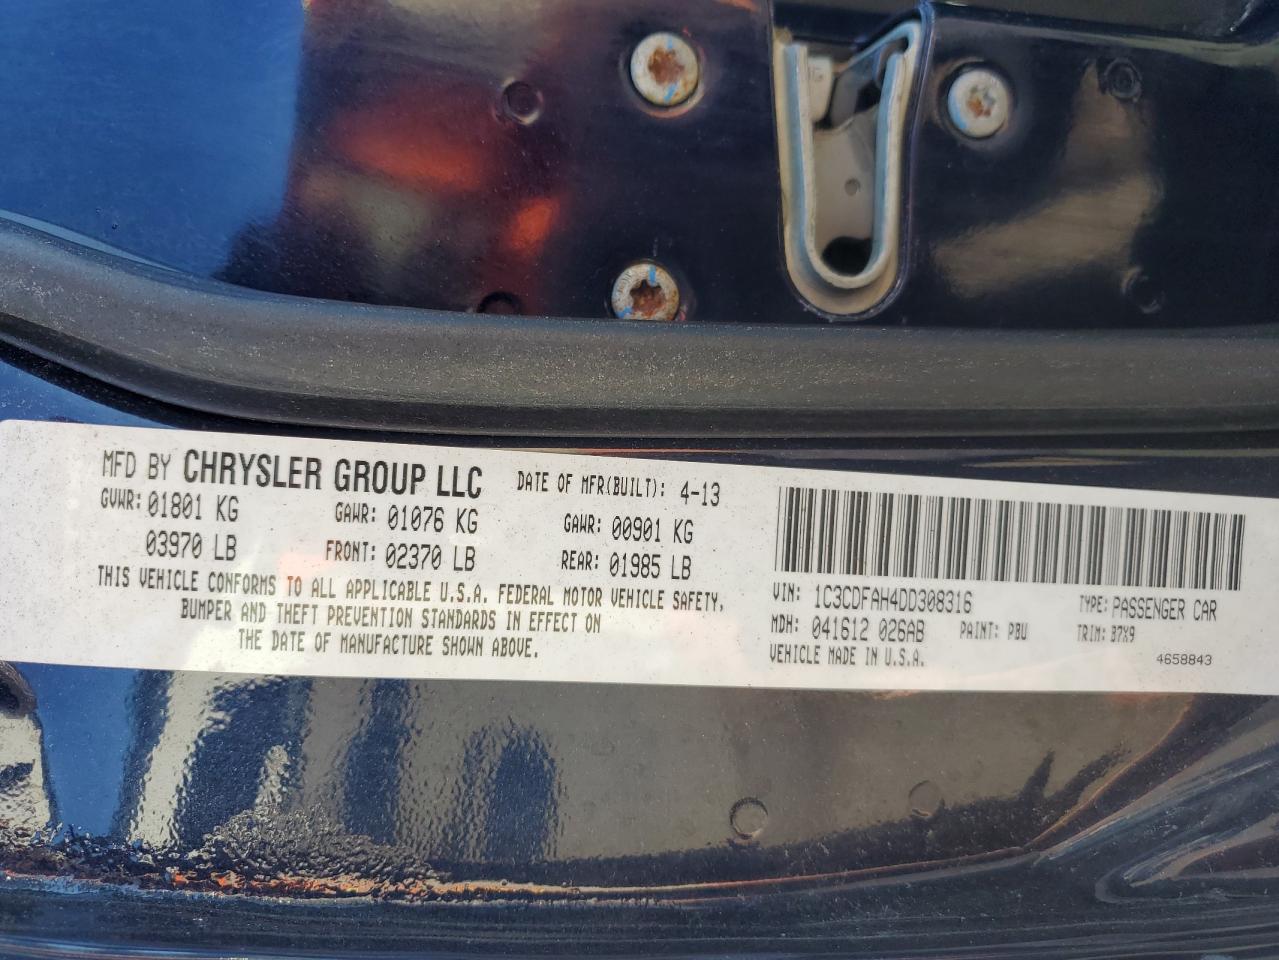 MFD BY CHRYSLER GROUP LLC DATE OF MFR(BUILT): 4-13
GVWR: 01801 KG GAWR: 01076 KG GAWR: 00901 KG
03970 LB FRONT: 02370 LB REAR: 01985 LB
THIS VEHICLE CONFORMS TO ALL APPLICABLE U.S.A. FEDERAL MOTOR VEHICLE SAFETY,
BUMPER AND THEFT PREVENTION STANDARDS IN EFFECT ON
THE DATE OF MANUFACTURE SHOWN ABOVE.
VIN: 1C3CDFAH4DD308316 TYPE: PASSENGER CAR
MDH: 041612 026AB PAINT: PBU TRIM: B7X9
VEHICLE MADE IN U.S.A. 4658843